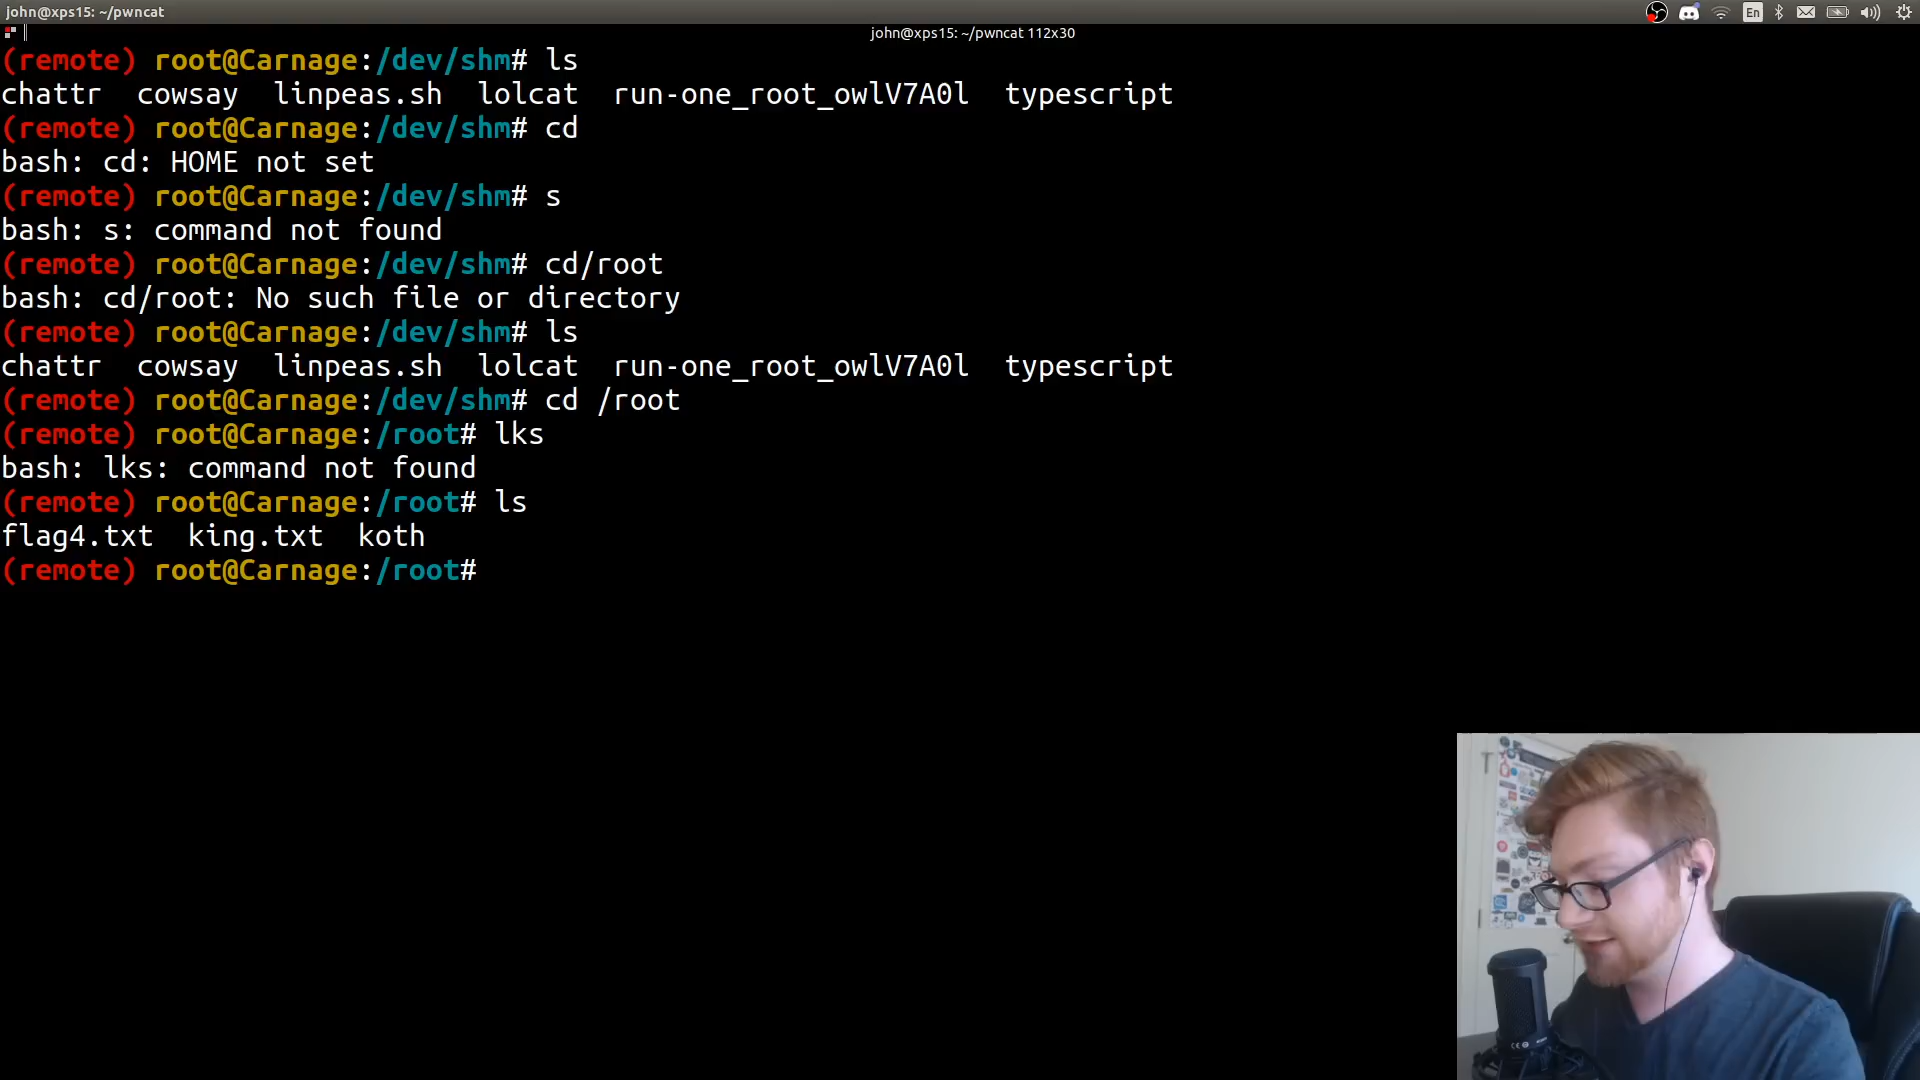 john@xps15: ~/pwncat
En
john@xps15: ~/pwncat 112x30
(remote) root@Carnage:/dev/shm# ls
chattr  cowsay  linpeas.sh  lolcat  run-one_root_owlV7A0l  typescript
(remote) root@Carnage:/dev/shm# cd
bash: cd: HOME not set
(remote) root@Carnage:/dev/shm# s
bash: s: command not found
(remote) root@Carnage:/dev/shm# cd/root
bash: cd/root: No such file or directory
(remote) root@Carnage:/dev/shm# ls
chattr  cowsay  linpeas.sh  lolcat  run-one_root_owlV7A0l  typescript
(remote) root@Carnage:/dev/shm# cd /root
(remote) root@Carnage:/root# lks
bash: lks: command not found
(remote) root@Carnage:/root# ls
flag4.txt  king.txt  koth
(remote) root@Carnage:/root#